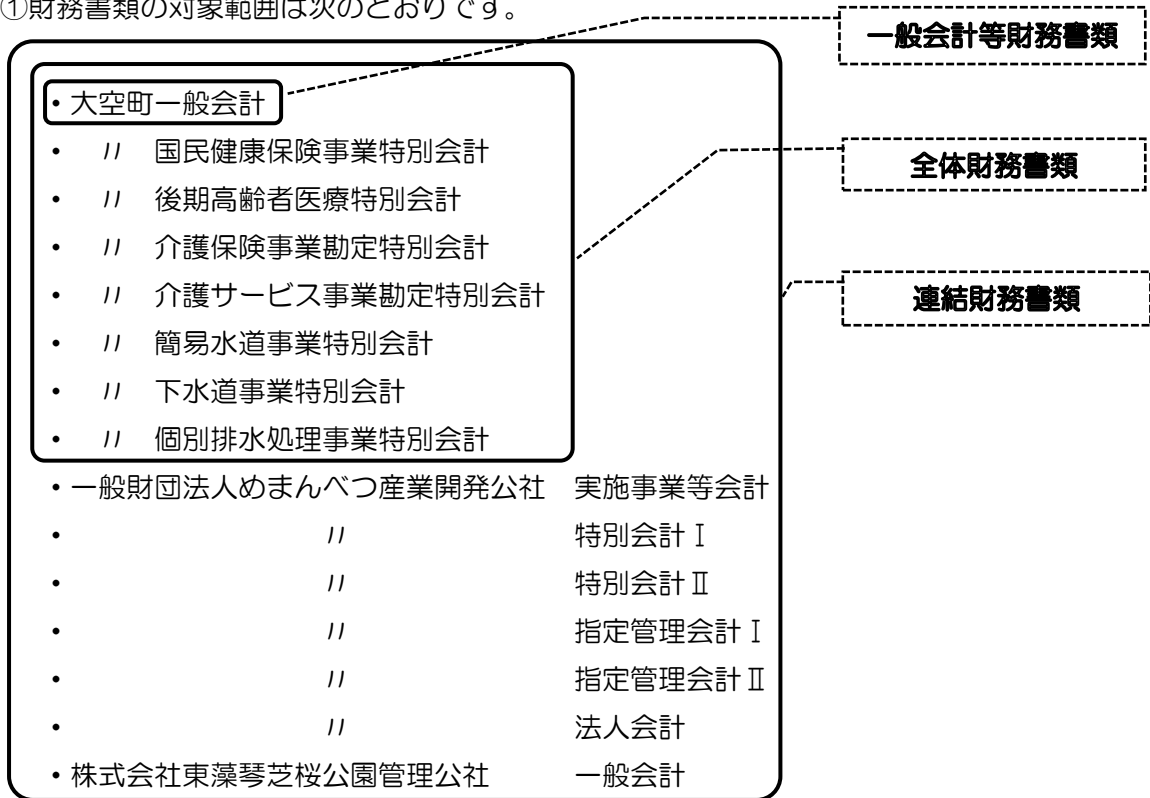 ①財務書類の対象範囲は次のとおりです。
一般会計等財務書類
・大空町一般会計
・ 〃 国民健康保険事業特別会計
全体財務書類
・ 〃 後期高齢者医療特別会計
・ 〃 介護保険事業勘定特別会計
・ 〃 介護サービス事業勘定特別会計
連結財務書類
・ 〃 簡易水道事業特別会計
・ 〃 下水道事業特別会計
・ 〃 個別排水処理事業特別会計
・一般財団法人めまんべつ産業開発公社 実施事業等会計
・ 〃 特別会計Ⅰ
・ 〃 特別会計Ⅱ
・ 〃 指定管理会計Ⅰ
・ 〃 指定管理会計Ⅱ
・ 〃 法人会計
・株式会社東藻琴芝桜公園管理公社 一般会計